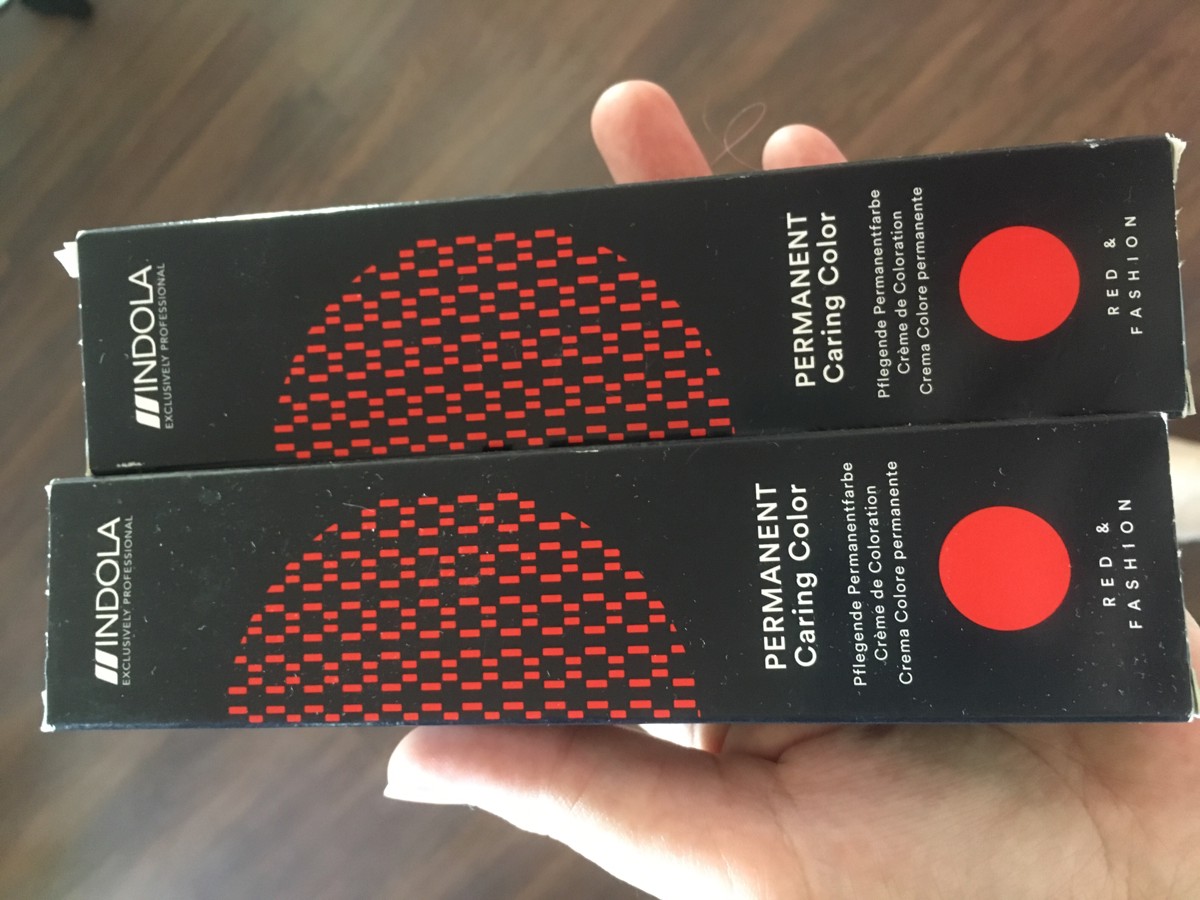 INDOLA
EXCLUSIVELY PROFESSIONAL
PERMANENT
Caring Color
Pflegende Permanentfarbe
Crème de Coloration
Crema Colore permanente
RED &
FASHION
INDOLA
EXCLUSIVELY PROFESSIONAL
PERMANENT
Caring Color
Pflegende Permanentfarbe
Crème de Coloration
Crema Colore permanente
RED &
FASHION